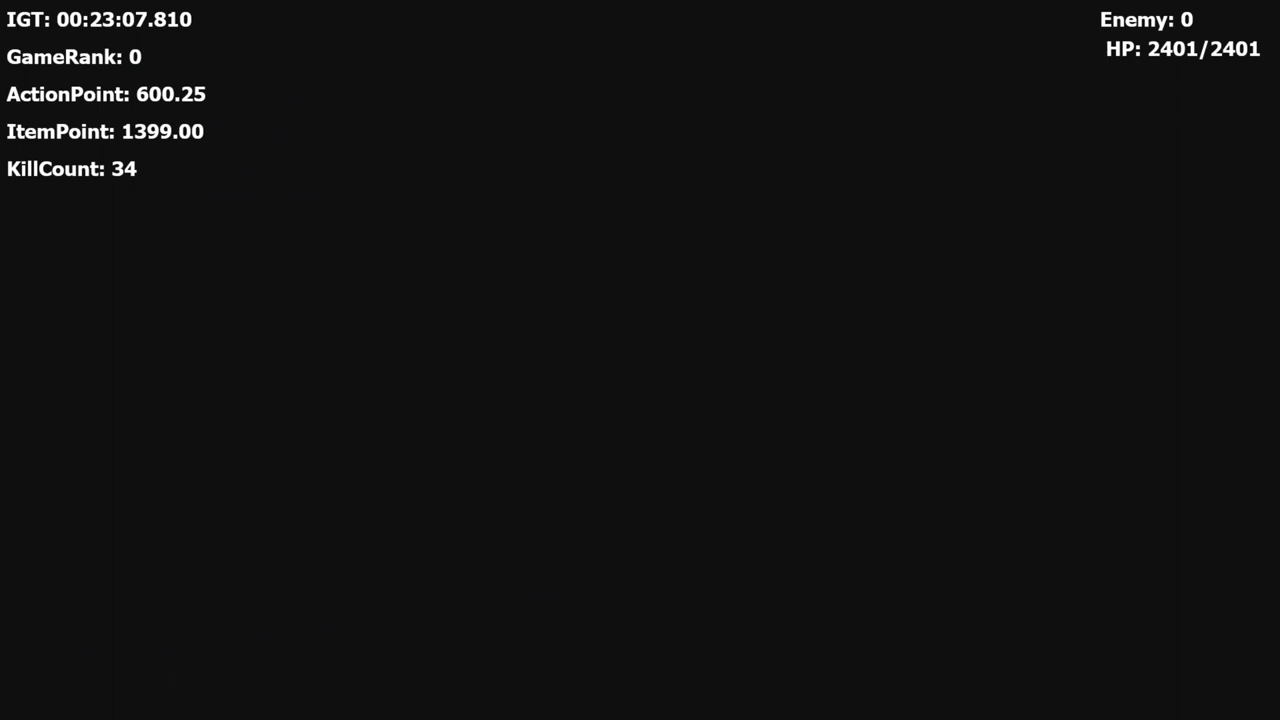 IGT: 00:23:07.810
GameRank: 0
ActionPoint: 600.25
ItemPoint: 1399.00
KillCount: 34
Enemy: 0
HP: 2401/2401